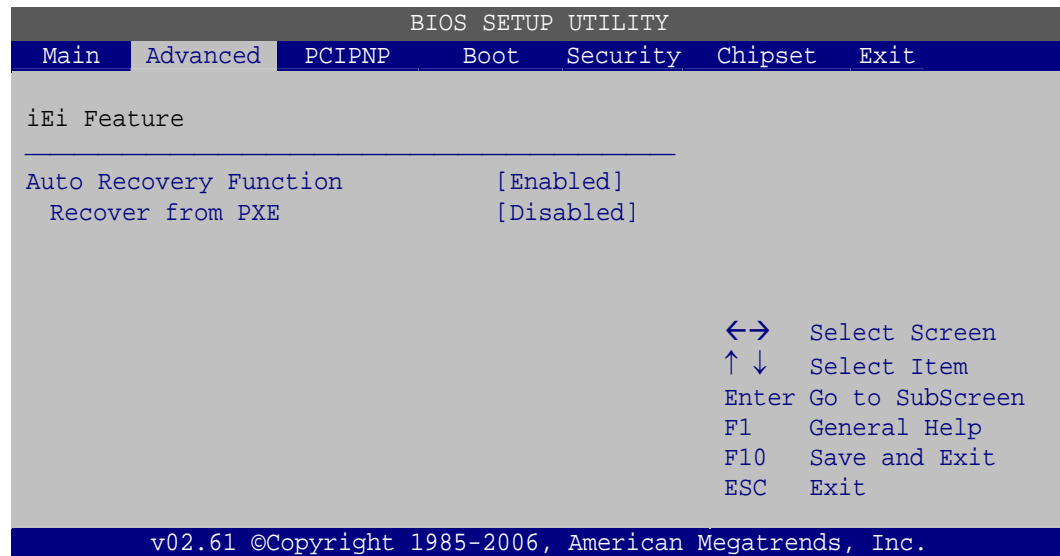 BIOS SETUP UTILITY
Main Advanced PCIPNP Boot Security Chipset Exit
iEi Feature
Auto Recovery Function [Enabled]
Recover from PXE [Disabled]
←→ Select Screen
↑↓ Select Item
Enter Go to SubScreen
F1 General Help
F10 Save and Exit
ESC Exit
v02.61 ©Copyright 1985-2006, American Megatrends, Inc.